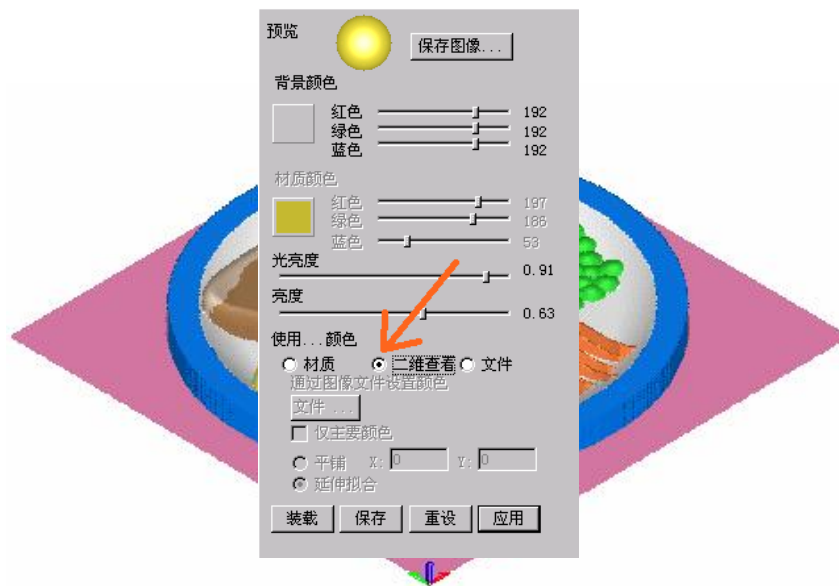 预览
保存图像...
背景颜色
红色 192
绿色 192
蓝色 192
材质颜色
红色 197
绿色 186
蓝色 53
光亮度
0.91
亮度
0.63
使用...颜色
材质 二维查看 文件
通过图像文件设置颜色
文件 ...
仅主要颜色
平铺 X: 0 Y: 0
延伸拟合
装载 保存 重设 应用